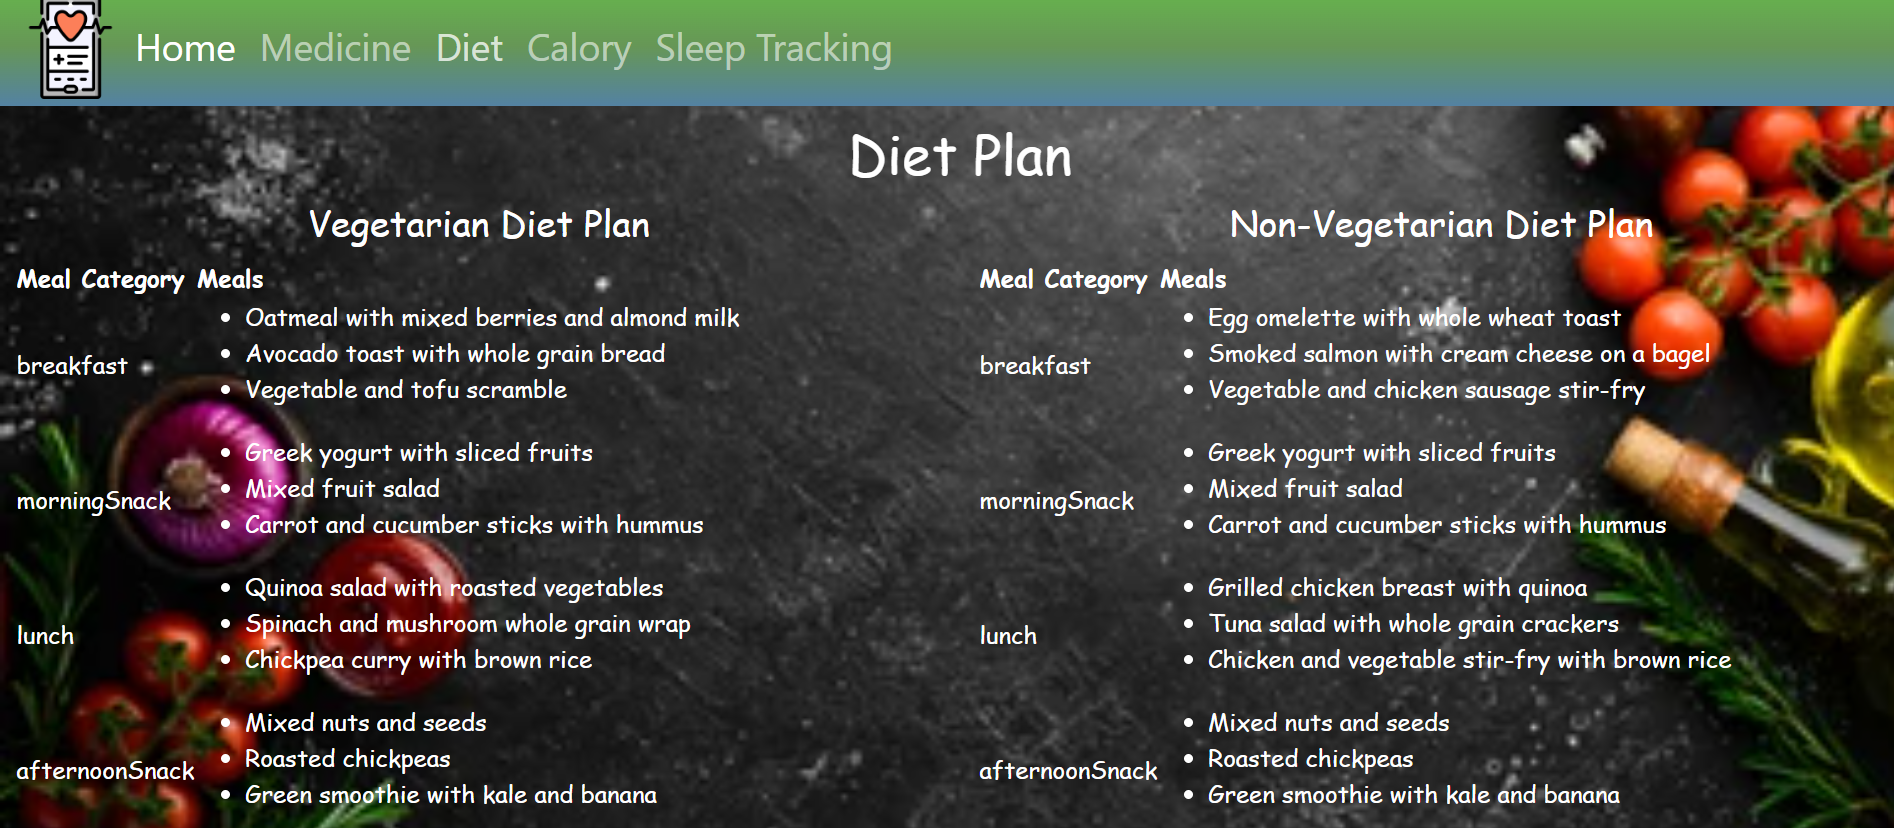 Home Medicine Diet Calory Sleep Tracking
Diet Plan
Vegetarian Diet Plan
Meal Category Meals
breakfast
Oatmeal with mixed berries and almond milk
Avocado toast with whole grain bread
Vegetable and tofu scramble
morningSnack
Greek yogurt with sliced fruits
Mixed fruit salad
Carrot and cucumber sticks with hummus
lunch
Quinoa salad with roasted vegetables
Spinach and mushroom whole grain wrap
Chickpea curry with brown rice
afternoonSnack
Mixed nuts and seeds
Roasted chickpeas
Green smoothie with kale and banana
Non-Vegetarian Diet Plan
Meal Category Meals
breakfast
Egg omelette with whole wheat toast
Smoked salmon with cream cheese on a bagel
Vegetable and chicken sausage stir-fry
morningSnack
Greek yogurt with sliced fruits
Mixed fruit salad
Carrot and cucumber sticks with hummus
lunch
Grilled chicken breast with quinoa
Tuna salad with whole grain crackers
Chicken and vegetable stir-fry with brown rice
afternoonSnack
Mixed nuts and seeds
Roasted chickpeas
Green smoothie with kale and banana